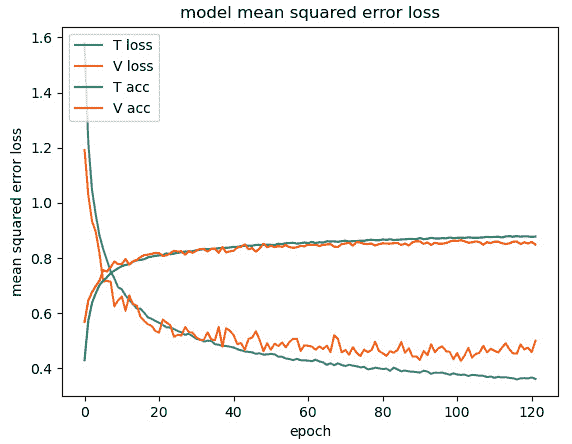 model mean squared error loss
1.6
1.4
1.2
1.0
0.8
0.6
0.4
mean squared error loss
T loss
V loss
T acc
V acc
0
20
40
60
80
100
120
epoch